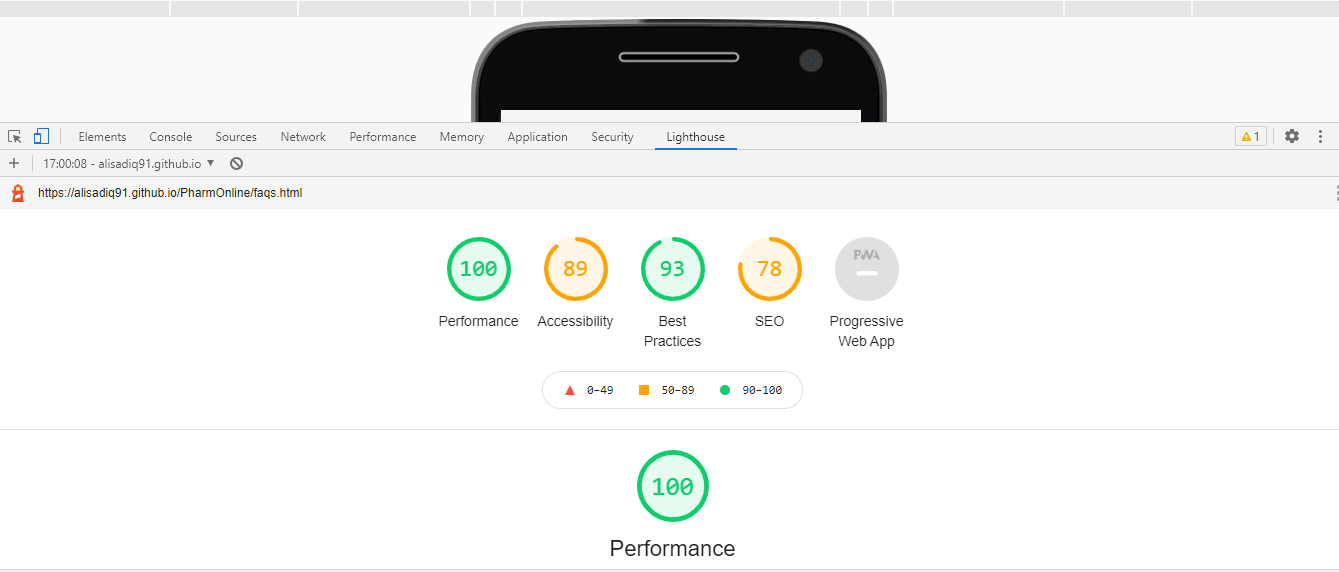 Elements Console Sources Network Performance Memory Application Security Lighthouse 1
17:00:08 - alisadiq91.github.io
https://alisadiq91.github.io/PharmOnline/faqs.html
100 89 93 78 PWA
Performance Accessibility Best Practices SEO Progressive Web App
0–49 50–89 90–100
100
Performance